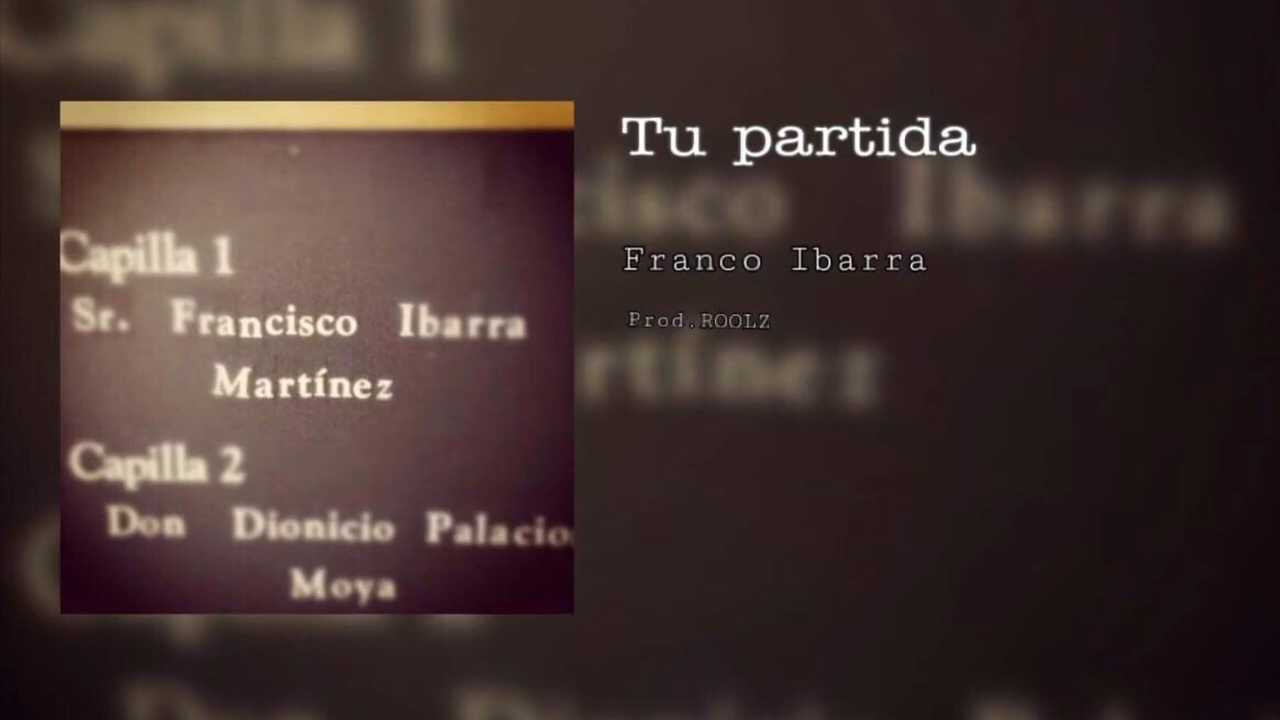 Capilla 1
Sr. Francisco Ibarra
Martínez
Capilla 2
Don Dionicio Palacio
Moya
Tu partida
Franco Ibarra
Prod.ROOLZ